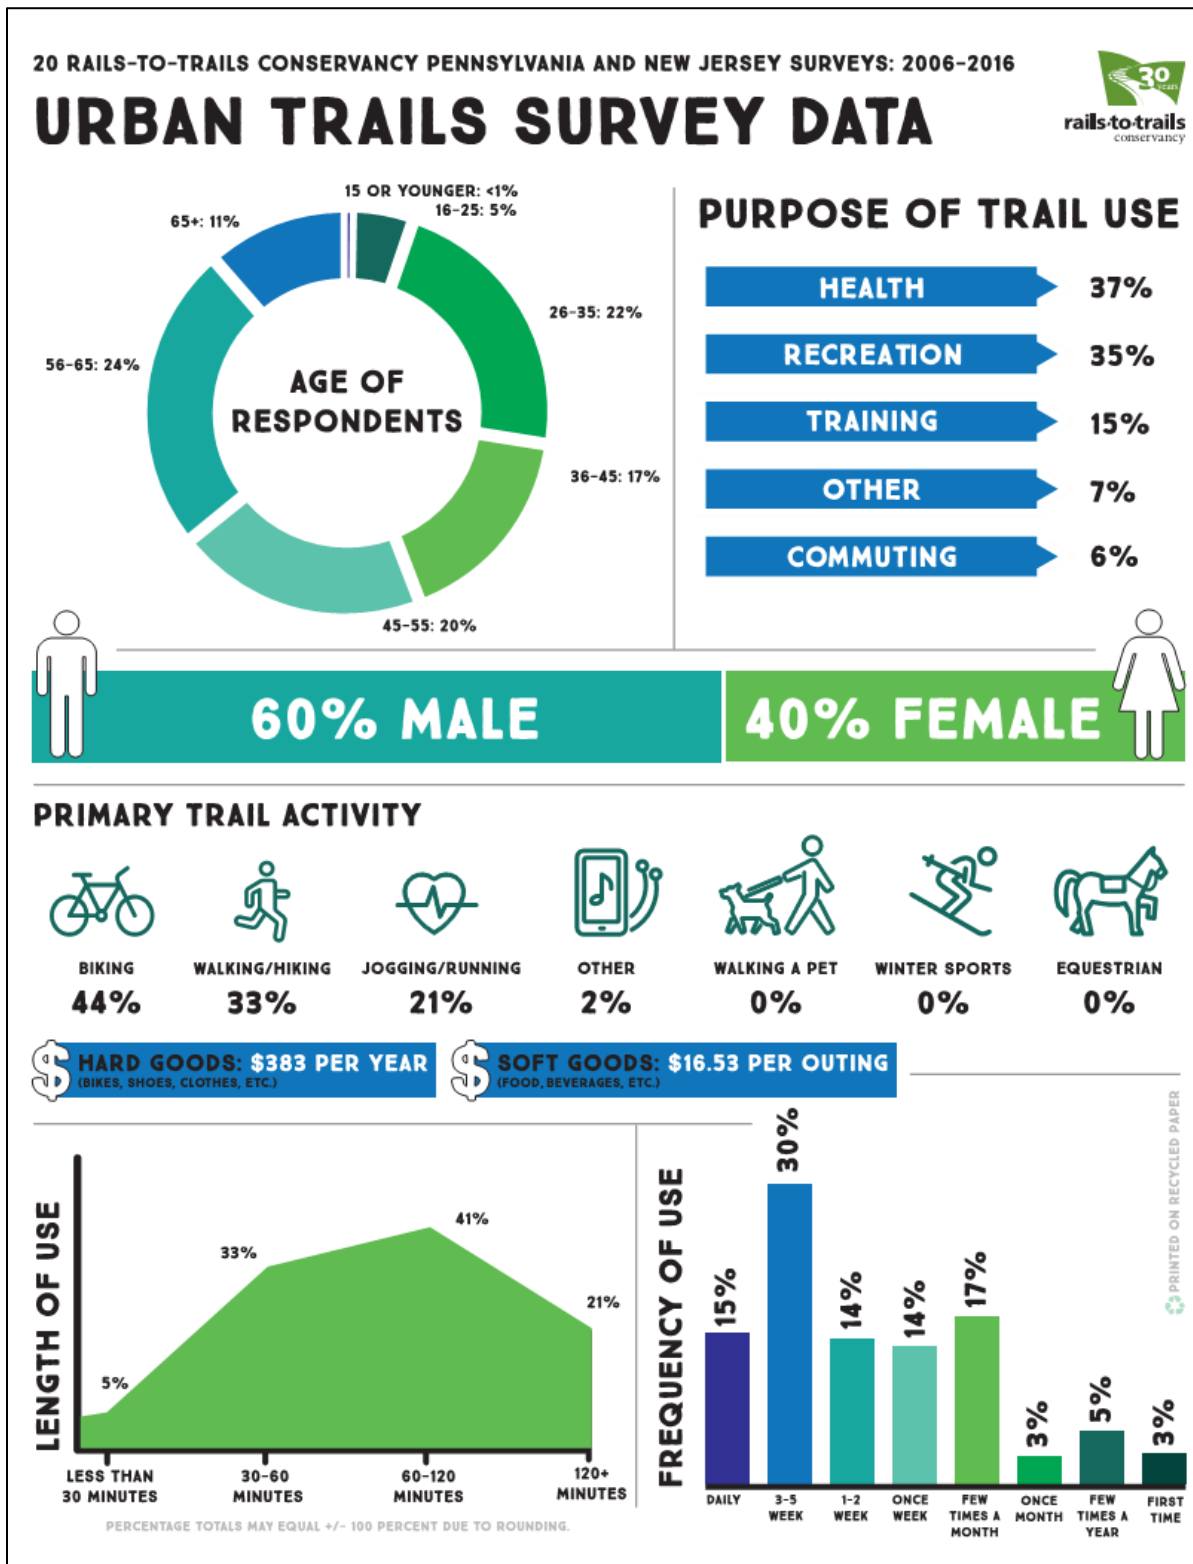 20 RAILS-TO-TRAILS CONSERVANCY PENNSYLVANIA AND NEW JERSEY SURVEYS: 2006-2016
URBAN TRAILS SURVEY DATA
30
years
rails-to-trails
conservancy
15 OR YOUNGER: <1%
16-25: 5%
65+: 11%
26-35: 22%
56-65: 24%
AGE OF
RESPONDENTS
36-45: 17%
45-55: 20%
PURPOSE OF TRAIL USE
HEALTH 37%
RECREATION 35%
TRAINING 15%
OTHER 7%
COMMUTING 6%
60% MALE
40% FEMALE
PRIMARY TRAIL ACTIVITY
BIKING
44%
WALKING/HIKING
33%
JOGGING/RUNNING
21%
OTHER
2%
WALKING A PET
0%
WINTER SPORTS
0%
EQUESTRIAN
0%
$ HARD GOODS: $383 PER YEAR
(BIKES, SHOES, CLOTHES, ETC.)
$ SOFT GOODS: $16.53 PER OUTING
(FOOD, BEVERAGES, ETC.)
LENGTH OF USE
5%
33%
41%
21%
LESS THAN
30 MINUTES
30-60
MINUTES
60-120
MINUTES
120+
MINUTES
PERCENTAGE TOTALS MAY EQUAL +/- 100 PERCENT DUE TO ROUNDING.
FREQUENCY OF USE
15%
30%
14%
14%
17%
3%
5%
3%
DAILY
3-5
WEEK
1-2
WEEK
ONCE
WEEK
FEW
TIMES A
MONTH
ONCE
MONTH
FEW
TIMES A
YEAR
FIRST
TIME
PRINTED ON RECYCLED PAPER